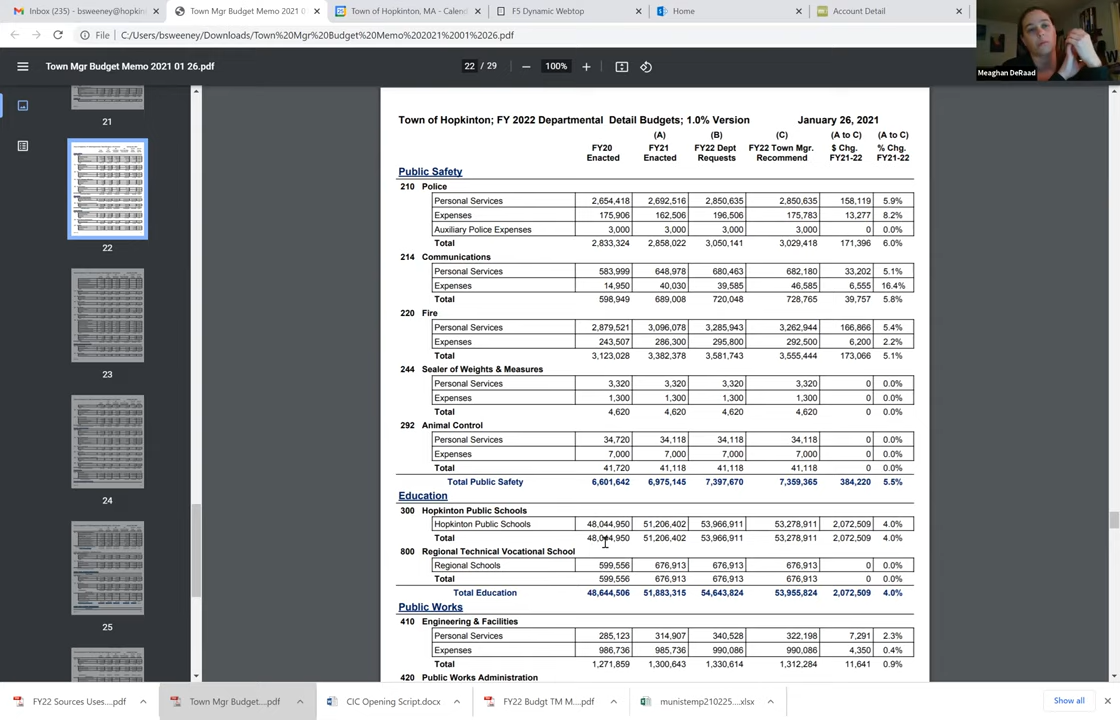 Inbox (235) - bsweeney@hopkin
Town Mgr Budget Memo 2021 0
Town of Hopkinton, MA - Calend
F5 Dynamic Webtop
Home
Account Detail
File C:/Users/bsweeney/Downloads/Town%20Mgr%20Budget%20Memo%202021%2001%2026.pdf
Town Mgr Budget Memo 2021 01 26.pdf 22 / 29 100%
Meaghan DeRaad
21
22
23
24
25
Town of Hopkinton; FY 2022 Departmental Detail Budgets; 1.0% Version January 26, 2021
(A) (B) (C) (A to C) (A to C)
FY20 FY21 FY22 Dept FY22 Town Mgr. $ Chg. % Chg.
Enacted Enacted Requests Recommend FY21-22 FY21-22
Public Safety
210 Police
Personal Services 2,654,418 2,692,516 2,850,635 2,850,635 158,119 5.9%
Expenses 175,906 162,506 196,506 175,783 13,277 8.2%
Auxiliary Police Expenses 3,000 3,000 3,000 3,000 0 0.0%
Total 2,833,324 2,858,022 3,050,141 3,029,418 171,396 6.0%
214 Communications
Personal Services 583,999 648,978 680,463 682,180 33,202 5.1%
Expenses 14,950 40,030 39,585 46,585 6,555 16.4%
Total 598,949 689,008 720,048 728,765 39,757 5.8%
220 Fire
Personal Services 2,879,521 3,096,078 3,285,943 3,262,944 166,866 5.4%
Expenses 243,507 286,300 295,800 292,500 6,200 2.2%
Total 3,123,028 3,382,378 3,581,743 3,555,444 173,066 5.1%
244 Sealer of Weights & Measures
Personal Services 3,320 3,320 3,320 3,320 0 0.0%
Expenses 1,300 1,300 1,300 1,300 0 0.0%
Total 4,620 4,620 4,620 4,620 0 0.0%
292 Animal Control
Personal Services 34,720 34,118 34,118 34,118 0 0.0%
Expenses 7,000 7,000 7,000 7,000 0 0.0%
Total 41,720 41,118 41,118 41,118 0 0.0%
Total Public Safety 6,601,642 6,975,145 7,397,670 7,359,365 384,220 5.5%
Education
300 Hopkinton Public Schools
Hopkinton Public Schools 48,044,950 51,206,402 53,966,911 53,278,911 2,072,509 4.0%
Total 48,044,950 51,206,402 53,966,911 53,278,911 2,072,509 4.0%
800 Regional Technical Vocational School
Regional Schools 599,556 676,913 676,913 676,913 0 0.0%
Total 599,556 676,913 676,913 676,913 0 0.0%
Total Education 48,644,506 51,883,315 54,643,824 53,955,824 2,072,509 4.0%
Public Works
410 Engineering & Facilities
Personal Services 285,123 314,907 340,528 322,198 7,291 2.3%
Expenses 986,736 985,736 990,086 990,086 4,350 0.4%
Total 1,271,859 1,300,643 1,330,614 1,312,284 11,641 0.9%
420 Public Works Administration
FY22 Sources Uses....pdf
Town Mgr Budget....pdf
CIC Opening Script.docx
FY22 Budgt TM M....pdf
munistemp210225....xlsx
Show all